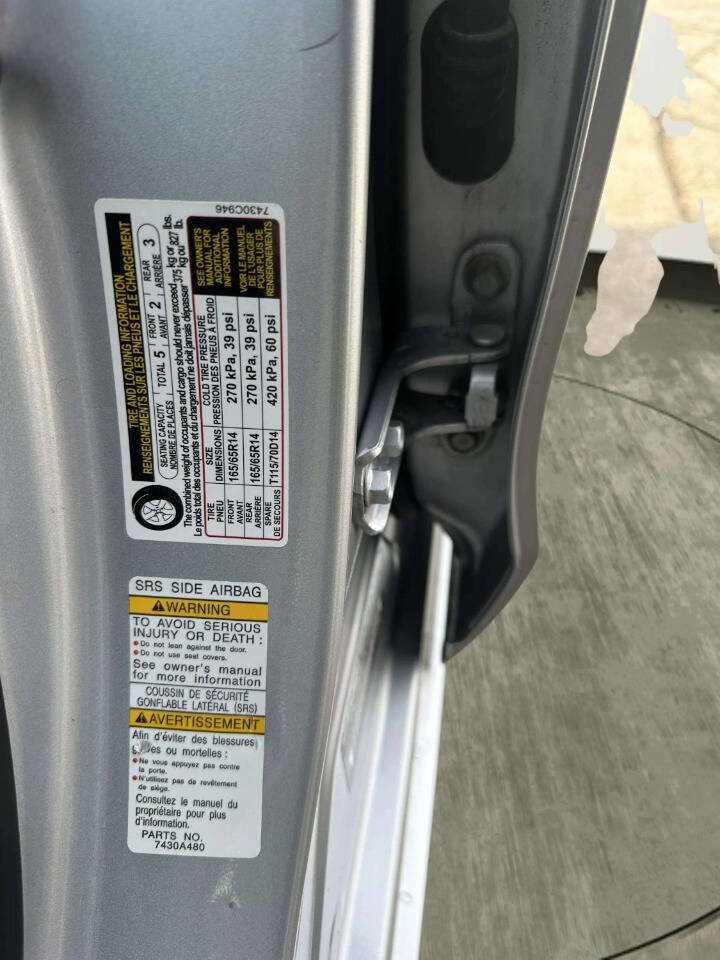 TIRE AND LOADING INFORMATION
RENSEIGNEMENTS SUR LES PNEUS ET LE CHARGEMENT
SEATING CAPACITY
NOMBRE DE PLACES
TOTAL 5
FRONT
AVANT 2
REAR
ARRIÈRE 3
The combined weight of occupants and cargo should never exceed 375 kg or 827 lbs.
Le poids total des occupants et du chargement ne doit jamais dépasser 375 kg ou 827 lb.
TIRE
PNEU
SIZE
DIMENSIONS
COLD TIRE PRESSURE
PRESSION DES PNEUS À FROID
FRONT
AVANT
165/65R14
270 kPa, 39 psi
REAR
ARRIÈRE
165/65R14
270 kPa, 39 psi
SPARE
DE SECOURS
T115/70D14
420 kPa, 60 psi
SEE OWNER'S
MANUAL FOR
ADDITIONAL
INFORMATION
VOIR LE MANUEL
DE L'USAGER
POUR PLUS DE
RENSEIGNEMENTS
7430C946
SRS SIDE AIRBAG
WARNING
TO AVOID SERIOUS
INJURY OR DEATH :
Do not lean against the door.
Do not use seat covers.
See owner's manual
for more information
COUSSIN DE SÉCURITÉ
GONFLABLE LATÉRAL (SRS)
AVERTISSEMENT
Afin d'éviter des blessures
ou mortelles :
Ne vous appuyez pas contre
la porte.
N'utilisez pas de revêtement
de siège.
Consultez le manuel du
propriétaire pour plus
d'information.
PARTS NO.
7430A480